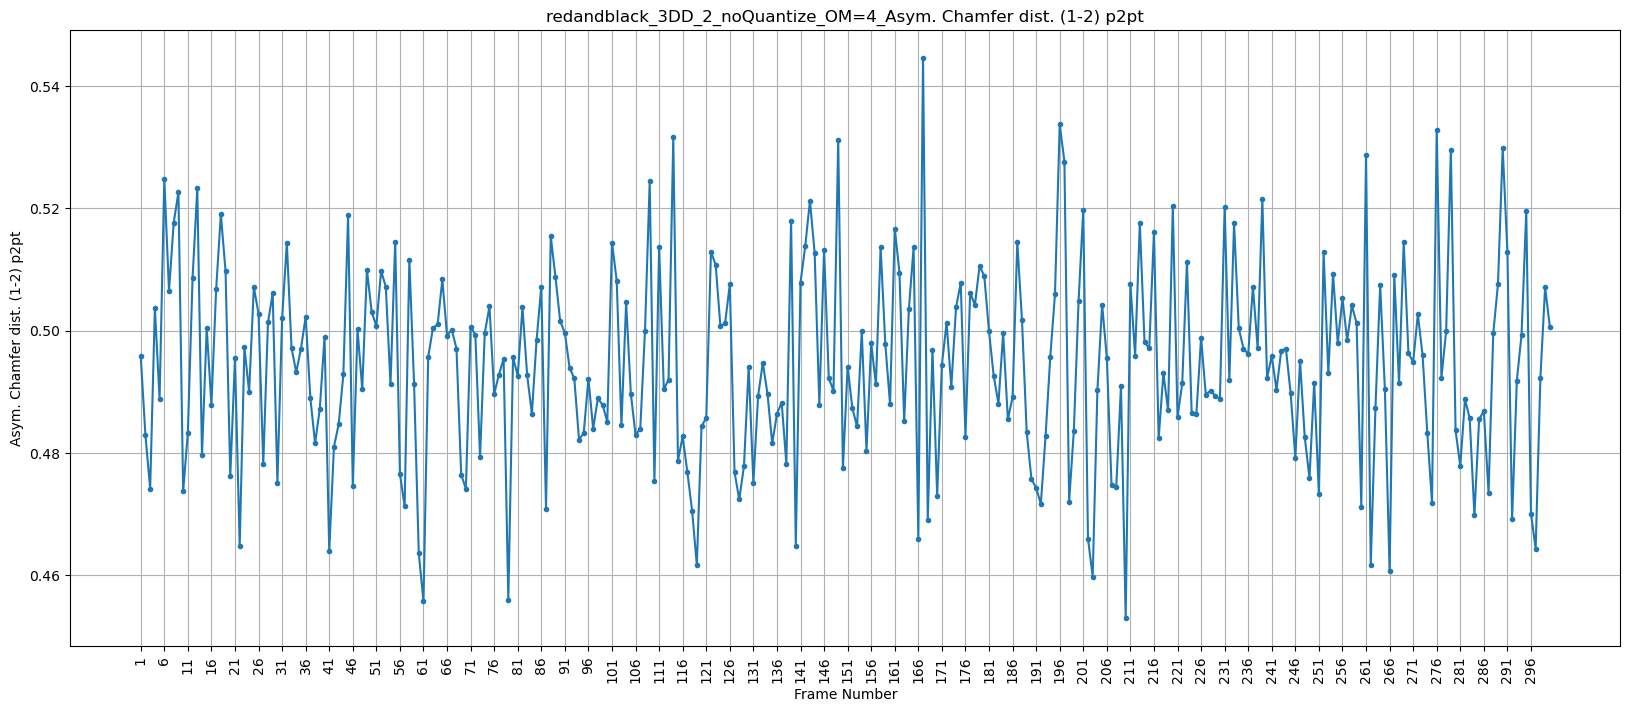 redandblack_3DD_2_noQuantize_OM=4_Asym. Chamfer dist. (1-2) p2pt
Asym. Chamfer dist. (1-2) p2pt
0.54
0.52
0.50
0.48
0.46
1 6 11 16 21 26 31 36 41 46 51 56 61 66 71 76 81 86 91 96 101 106 111 116 121 126 131 136 141 146 151 156 161 166 171 176 181 186 191 196 201 206 211 216 221 226 231 236 241 246 251 256 261 266 271 276 281 286 291 296
Frame Number